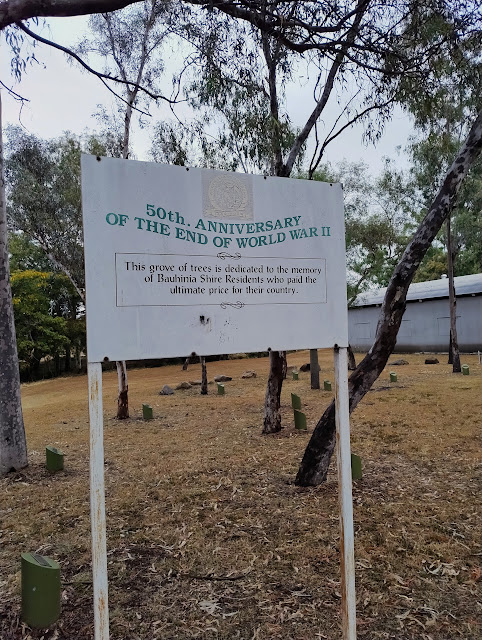 50th. ANNIVERSARY
OF THE END OF WORLD WAR II
This grove of trees is dedicated to the memory
of Bauhinia Shire Residents who paid the
ultimate price for their country.